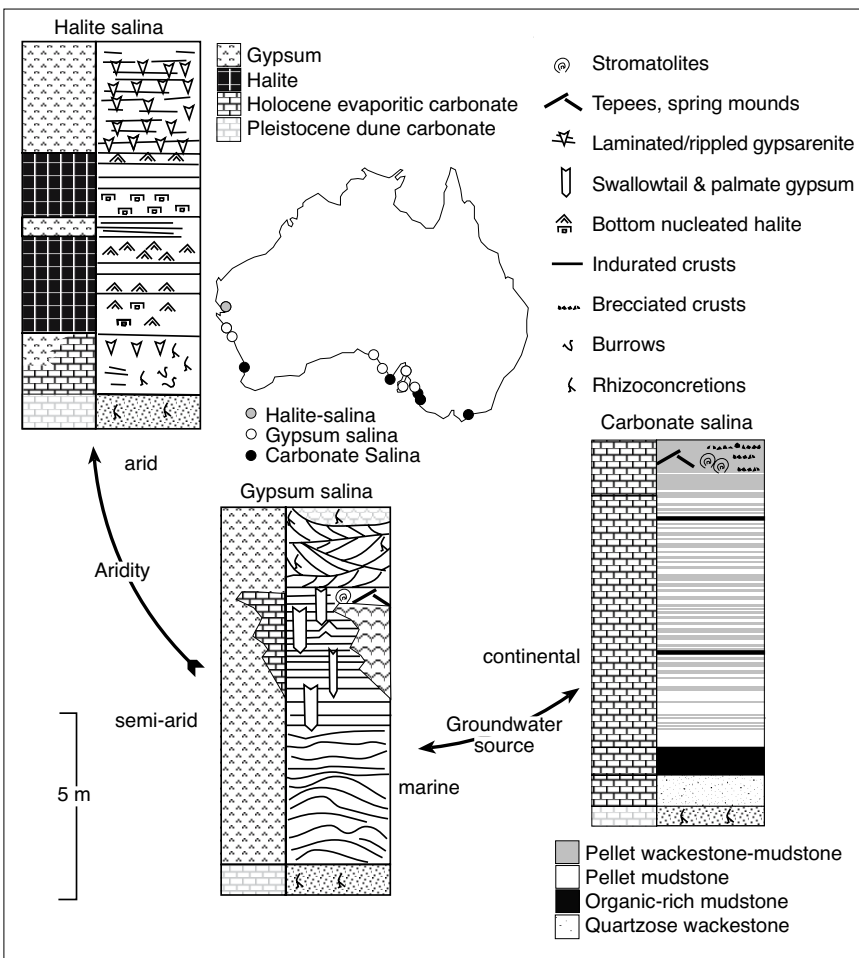 Halite salina
Gypsum
Halite
Holocene evaporitic carbonate
Pleistocene dune carbonate
Stromatolites
Tepees, spring mounds
Laminated/rippled gypsarenite
Swallowtail & palmate gypsum
Bottom nucleated halite
Indurated crusts
Brecciated crusts
Burrows
Rhizoconcretions
Halite-salina
Gypsum salina
Carbonate Salina
arid
Aridity
semi-arid
5 m
Gypsum salina
marine
Groundwater
source
continental
Carbonate salina
Pellet wackestone-mudstone
Pellet mudstone
Organic-rich mudstone
Quartzose wackestone